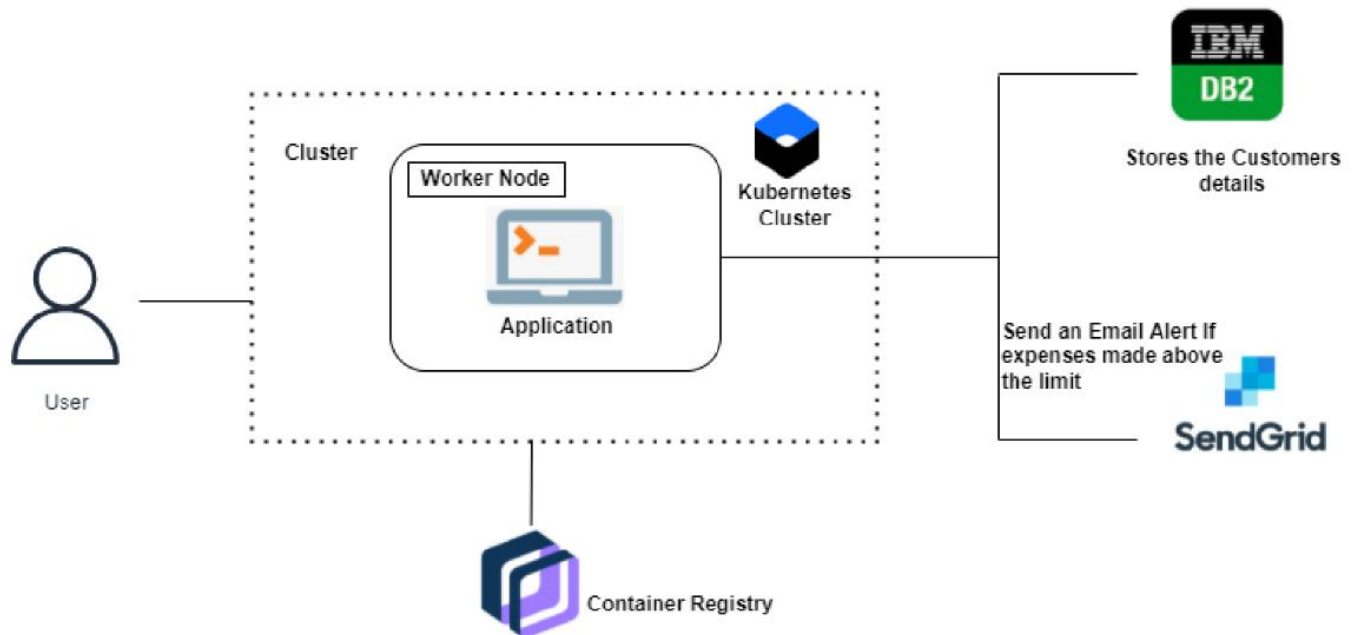 IBM
DB2
Stores the Customers
details
Cluster
Worker Node
Kubernetes
Cluster
Application
User
Send an Email Alert If
expenses made above
the limit
SendGrid
Container Registry